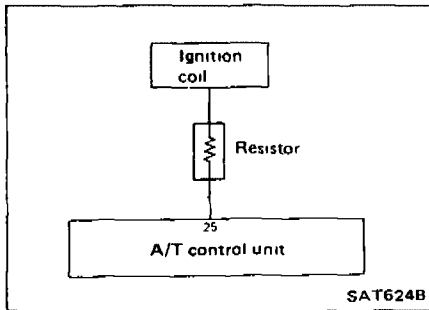 Ignition
coil
Resistor
25
A/T control unit
SAT624B